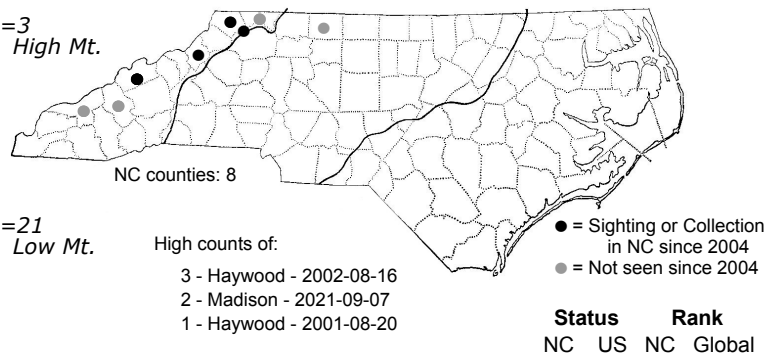 =3
High Mt.
NC counties: 8
=21
Low Mt.
High counts of:
3 - Haywood - 2002-08-16
2 - Madison - 2021-09-07
1 - Haywood - 2001-08-20
= Sighting or Collection
in NC since 2004
= Not seen since 2004
Status Rank
NC US NC Global